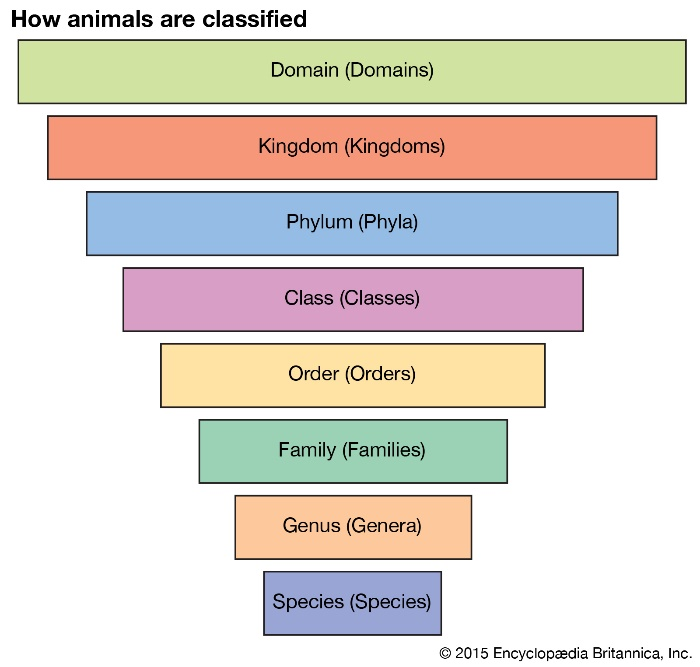 How animals are classified
Domain (Domains)
Kingdom (Kingdoms)
Phylum (Phyla)
Class (Classes)
Order (Orders)
Family (Families)
Genus (Genera)
Species (Species)
© 2015 Encyclopædia Britannica, Inc.